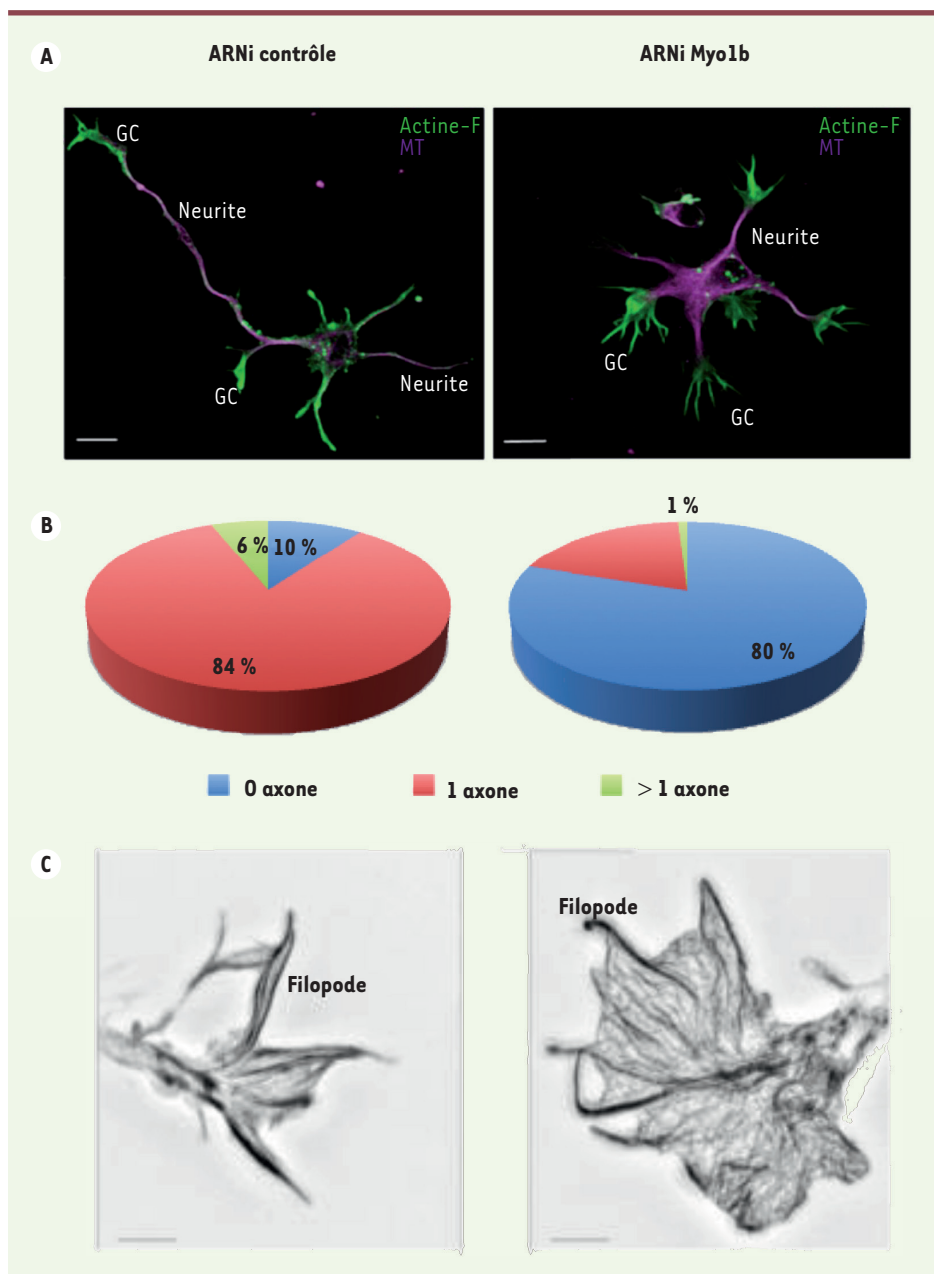 A
ARNi contrôle
ARNi Myo1b
GC
Actine-F
MT
Neurite
GC
Neurite
Actine-F
MT
Neurite
GC
GC
B
6 %
10 %
84 %
1 %
80 %
0 axone
1 axone
> 1 axone
C
Filopode
Filopode